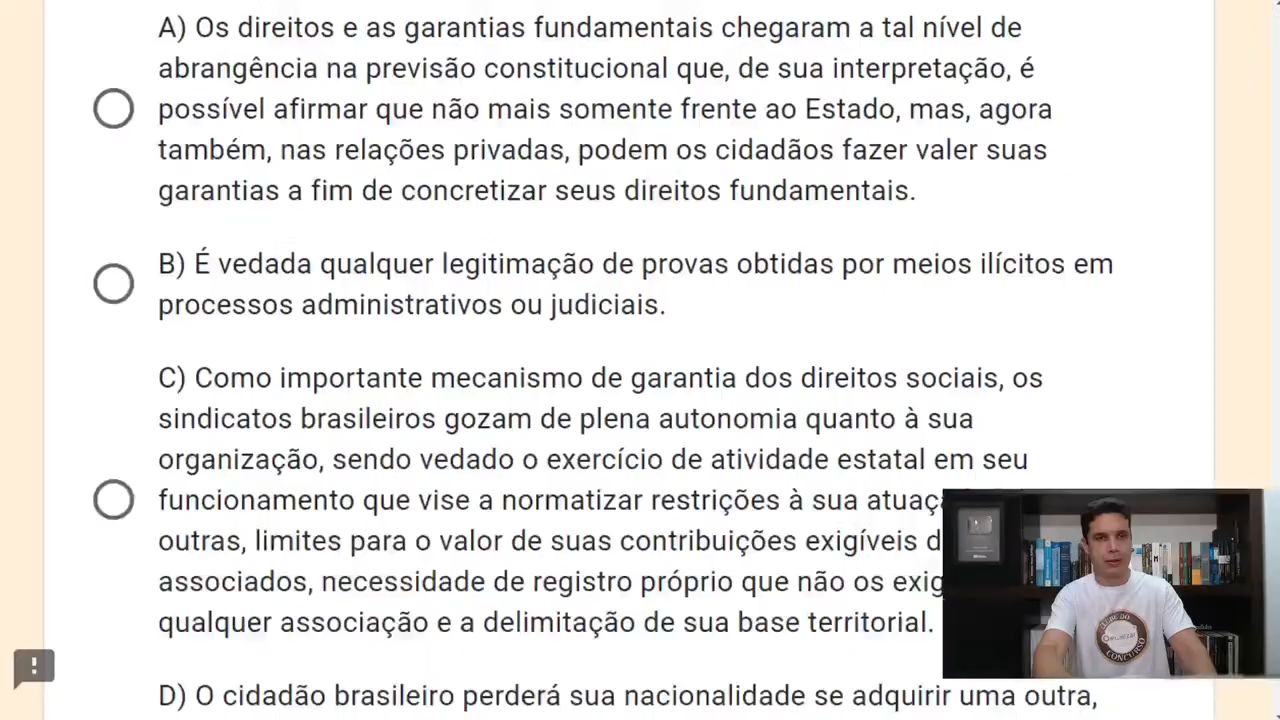 A) Os direitos e as garantias fundamentais chegaram a tal nível de
abrangência na previsão constitucional que, de sua interpretação, é
possível afirmar que não mais somente frente ao Estado, mas, agora
também, nas relações privadas, podem os cidadãos fazer valer suas
garantias a fim de concretizar seus direitos fundamentais.
B) É vedada qualquer legitimação de provas obtidas por meios ilícitos em
processos administrativos ou judiciais.
C) Como importante mecanismo de garantia dos direitos sociais, os
sindicatos brasileiros gozam de plena autonomia quanto à sua
organização, sendo vedado o exercício de atividade estatal em seu
funcionamento que vise a normatizar restrições à sua
outras, limites para o valor de suas contribuições exigíveis
associados, necessidade de registro próprio que não os
qualquer associação e a delimitação de sua base territorial.
D) O cidadão brasileiro perderá sua nacionalidade se adquirir uma outra,
CONCURSO